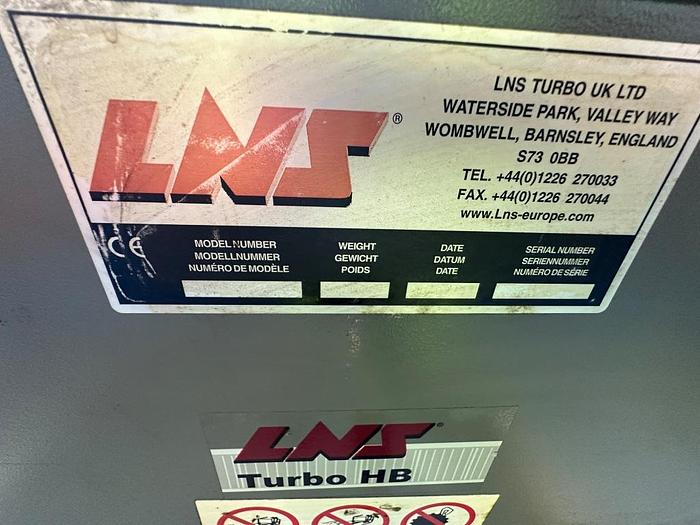 LNS®
LNS TURBO UK LTD
WATERSIDE PARK, VALLEY WAY
WOMBWELL, BARNSLEY, ENGLAND
S73 0BB
TEL. +44(0)1226 270033
FAX. +44(0)1226 270044
www.Lns-europe.com
CE
MODEL NUMBER
MODELLNUMMER
NUMÉRO DE MODÈLE
WEIGHT
GEWICHT
POIDS
DATE
DATUM
DATE
SERIAL NUMBER
SERIENNUMMER
NUMÉRO DE SÉRIE
LNS®
Turbo HB